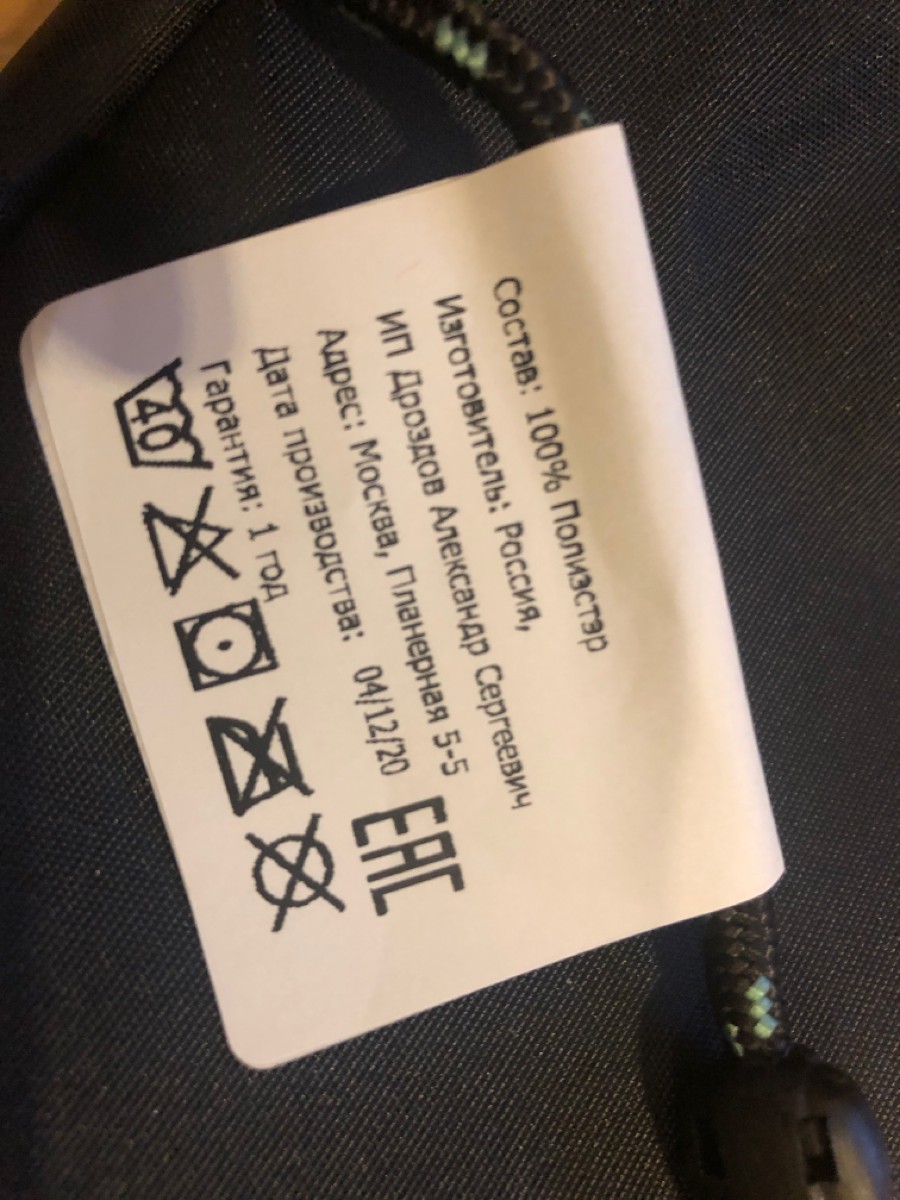 Состав: 100% Полиэстэр
Изготовитель: Россия,
ИП Дроздов Александр Сергеевич
Адрес: Москва, Планерная 5-5
Дата производства: 04/12/20
Гарантия: 1 год
EAC
40